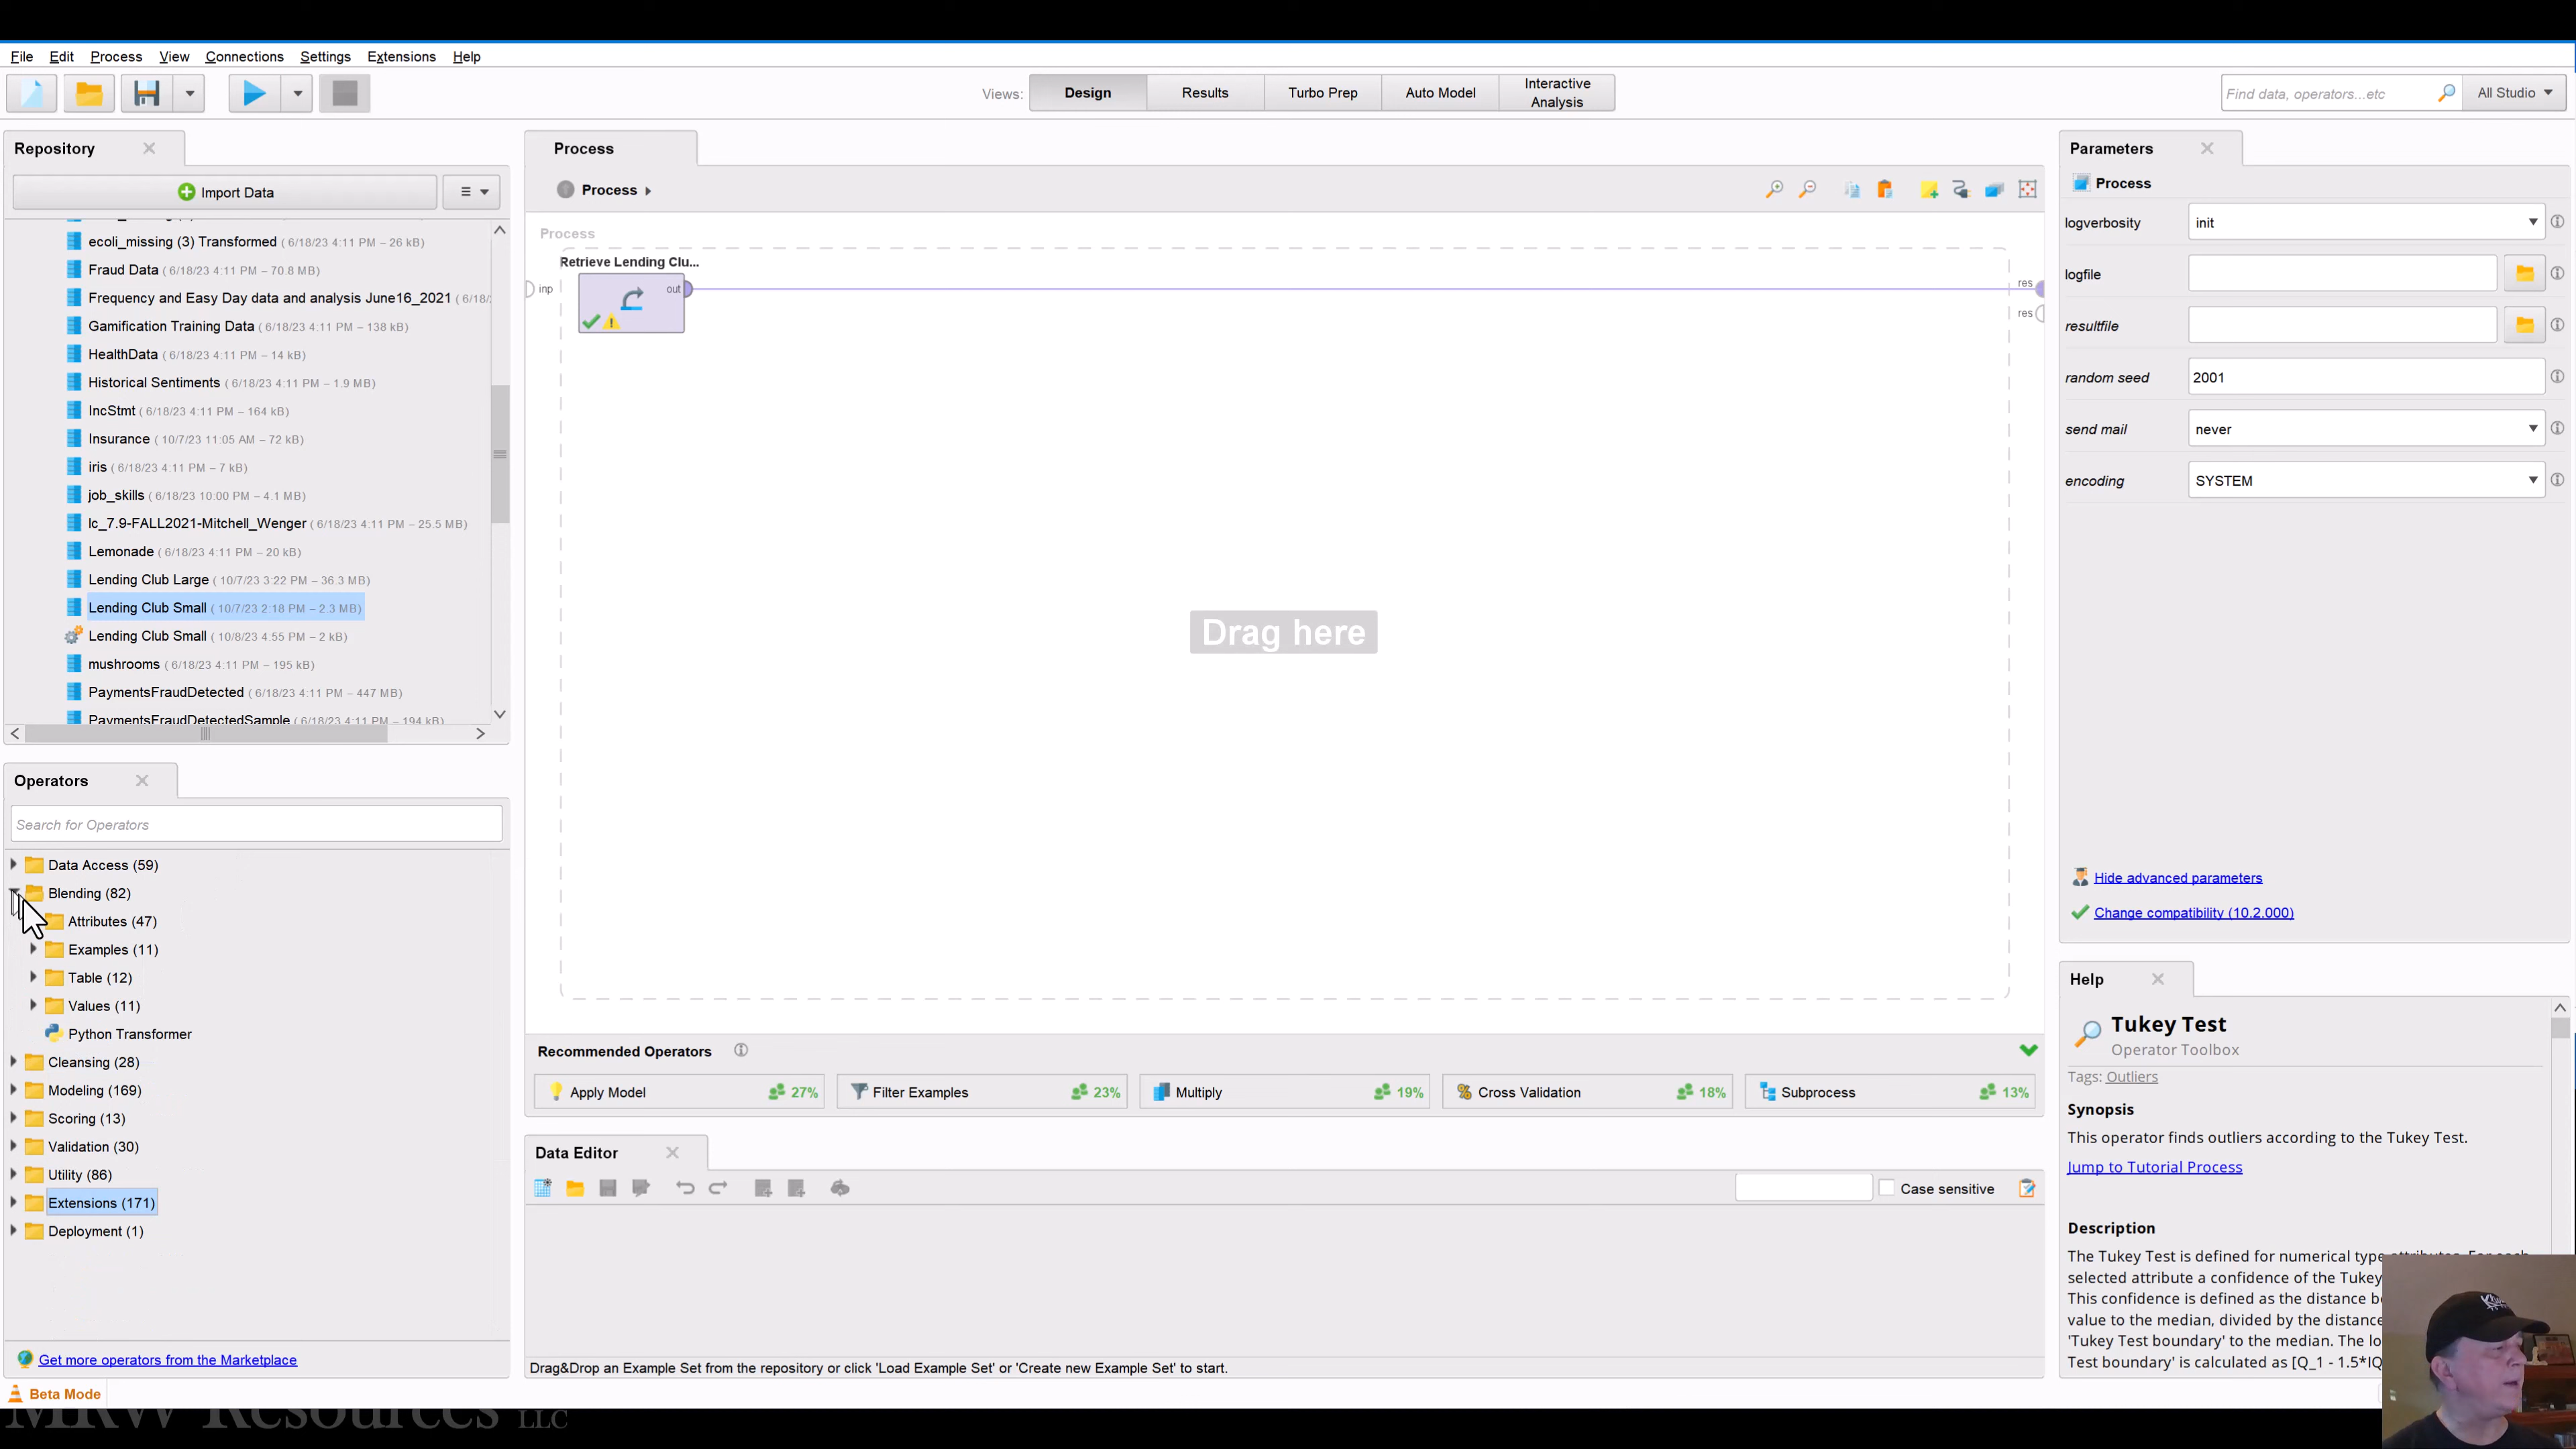 File Edit Process View Connections Settings Extensions Help
Views: Design Results Turbo Prep Auto Model Interactive Analysis
Find data, operators...etc All Studio
Repository
Import Data
ecoli_missing (3) Transformed (6/18/23 4:11 PM – 26 kB)
Fraud Data (6/18/23 4:11 PM – 70.8 MB)
Frequency and Easy Day data and analysis June16_2021 (6/18/
Gamification Training Data (6/18/23 4:11 PM – 138 kB)
HealthData (6/18/23 4:11 PM – 14 kB)
Historical Sentiments (6/18/23 4:11 PM – 1.9 MB)
IncStmt (6/18/23 4:11 PM – 164 kB)
Insurance (10/7/23 11:05 AM – 72 kB)
iris (6/18/23 4:11 PM – 7 kB)
job_skills (6/18/23 10:00 PM – 4.1 MB)
lc_7.9-FALL2021-Mitchell_Wenger (6/18/23 4:11 PM – 25.5 MB)
Lemonade (6/18/23 4:11 PM – 20 kB)
Lending Club Large (10/7/23 3:22 PM – 36.3 MB)
Lending Club Small (10/7/23 2:18 PM – 2.3 MB)
Lending Club Small (10/8/23 4:55 PM – 2 kB)
mushrooms (6/18/23 4:11 PM – 195 kB)
PaymentsFraudDetected (6/18/23 4:11 PM – 447 MB)
PaymentsFraudDetectedSample (6/18/23 4:11 PM – 194 kB)
Operators
Search for Operators
Data Access (59)
Blending (82)
Attributes (47)
Examples (11)
Table (12)
Values (11)
Python Transformer
Cleansing (28)
Modeling (169)
Scoring (13)
Validation (30)
Utility (86)
Extensions (171)
Deployment (1)
Get more operators from the Marketplace
Beta Mode
Process
Process
Process
Retrieve Lending Clu...
inp
out
res
res
Drag here
Recommended Operators
Apply Model 27%
Filter Examples 23%
Multiply 19%
Cross Validation 18%
Subprocess 13%
Data Editor
Case sensitive
Drag&Drop an Example Set from the repository or click 'Load Example Set' or 'Create new Example Set' to start.
Parameters
Process
logverbosity init
logfile
resultfile
random seed 2001
send mail never
encoding SYSTEM
Hide advanced parameters
Change compatibility (10.2.000)
Help
Tukey Test
Operator Toolbox
Tags: Outliers
Synopsis
This operator finds outliers according to the Tukey Test.
Jump to Tutorial Process
Description
The Tukey Test is defined for numerical type attributes. For each
selected attribute a confidence of the Tukey
This confidence is defined as the distance
value to the median, divided by the distance
'Tukey Test boundary' to the median. The
Test boundary' is calculated as [Q_1 - 1.5*IQ
MRW Resources LLC